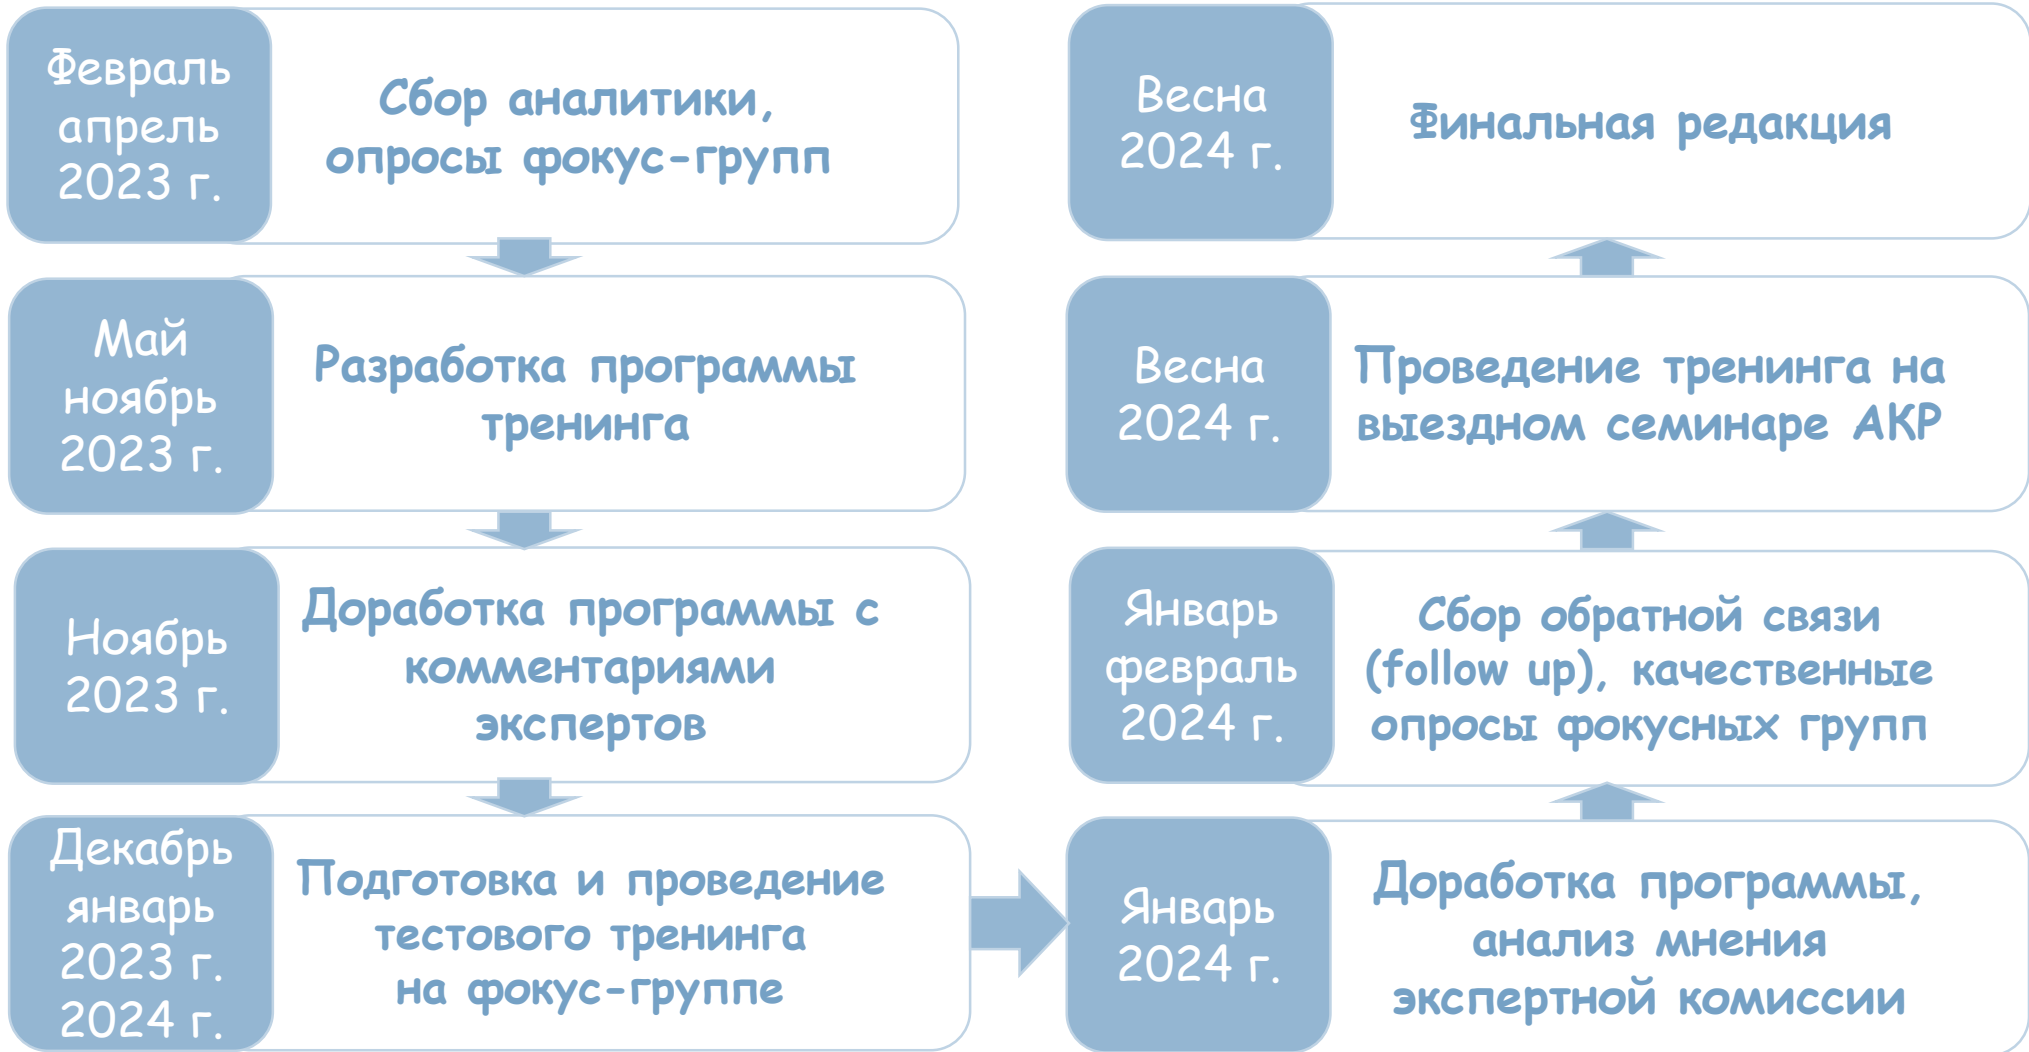 Февраль
апрель
2023 г.
Сбор аналитики,
опросы фокус-групп
Май
ноябрь
2023 г.
Разработка программы
тренинга
Ноябрь
2023 г.
Доработка программы с
комментариями
экспертов
Декабрь
январь
2023 г.
2024 г.
Подготовка и проведение
тестового тренинга
на фокус-группе
Январь
2024 г.
Доработка программы,
анализ мнения
экспертной комиссии
Январь
февраль
2024 г.
Сбор обратной связи
(follow up), качественные
опросы фокусных групп
Весна
2024 г.
Проведение тренинга на
выездном семинаре АКР
Весна
2024 г.
Финальная редакция